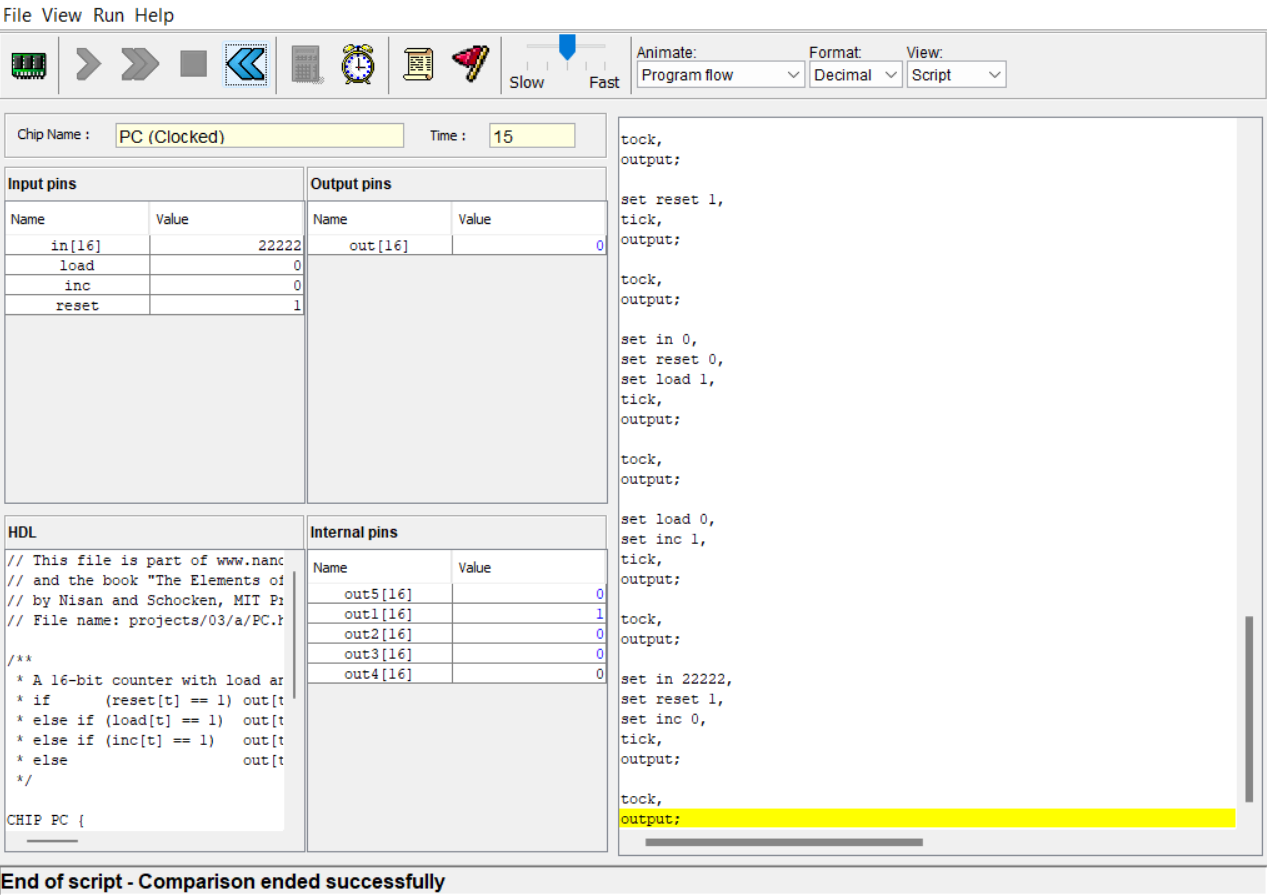 File View Run Help
Slow Fast
Animate: Format: View:
Program flow Decimal Script
Chip Name : PC (Clocked) Time : 15
Input pins
Name Value
in[16] 22222
load 0
inc 0
reset 1
Output pins
Name Value
out[16] 0
HDL
// This file is part of www.nanc
// and the book "The Elements of
// by Nisan and Schocken, MIT Pr
// File name: projects/03/a/PC.h
/**
* A 16-bit counter with load an
* if (reset[t] == 1) out[t
* else if (load[t] == 1) out[t
* else if (inc[t] == 1) out[t
* else out[t
*/
CHIP PC {
Internal pins
Name Value
out5[16] 0
out1[16] 1
out2[16] 0
out3[16] 0
out4[16] 0
tock,
output;
set reset 1,
tick,
output;
tock,
output;
set in 0,
set reset 0,
set load 1,
tick,
output;
tock,
output;
set load 0,
set inc 1,
tick,
output;
tock,
output;
set in 22222,
set reset 1,
set inc 0,
tick,
output;
tock,
output;
End of script - Comparison ended successfully